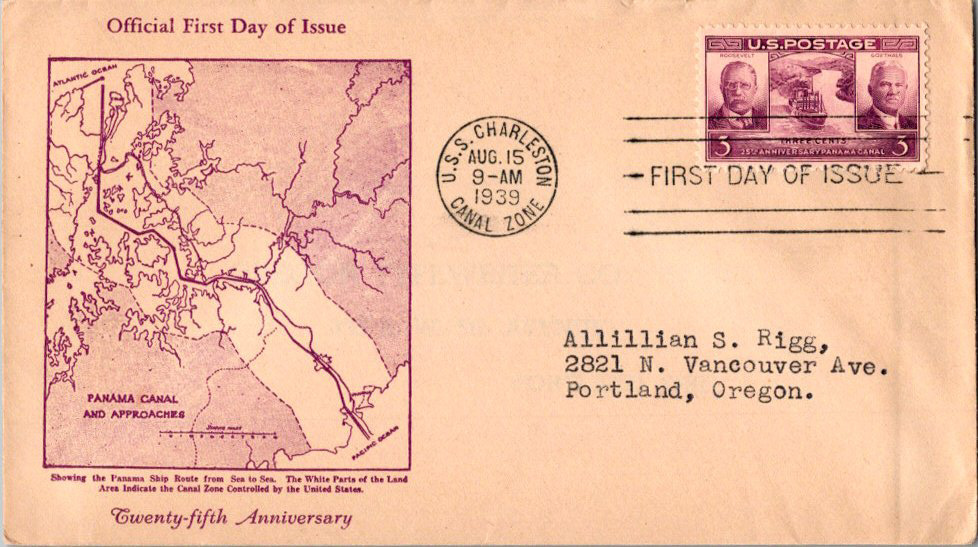 Official First Day of Issue
ATLANTIC OCEAN
PANAMA CANAL
AND APPROACHES
PACIFIC OCEAN
Showing the Panama Ship Route from Sea to Sea. The White Parts of the Land
Area Indicate the Canal Zone Controlled by the United States.
Twenty-fifth Anniversary
U.S.S. CHARLESTON
AUG. 15
9-AM
1939
CANAL ZONE
U.S. POSTAGE
ROOSEVELT
GOETHALS
THREE CENTS
3 25TH ANNIVERSARY PANAMA CANAL 3
FIRST DAY OF ISSUE
Allillian S. Rigg,
2821 N. Vancouver Ave.
Portland, Oregon.